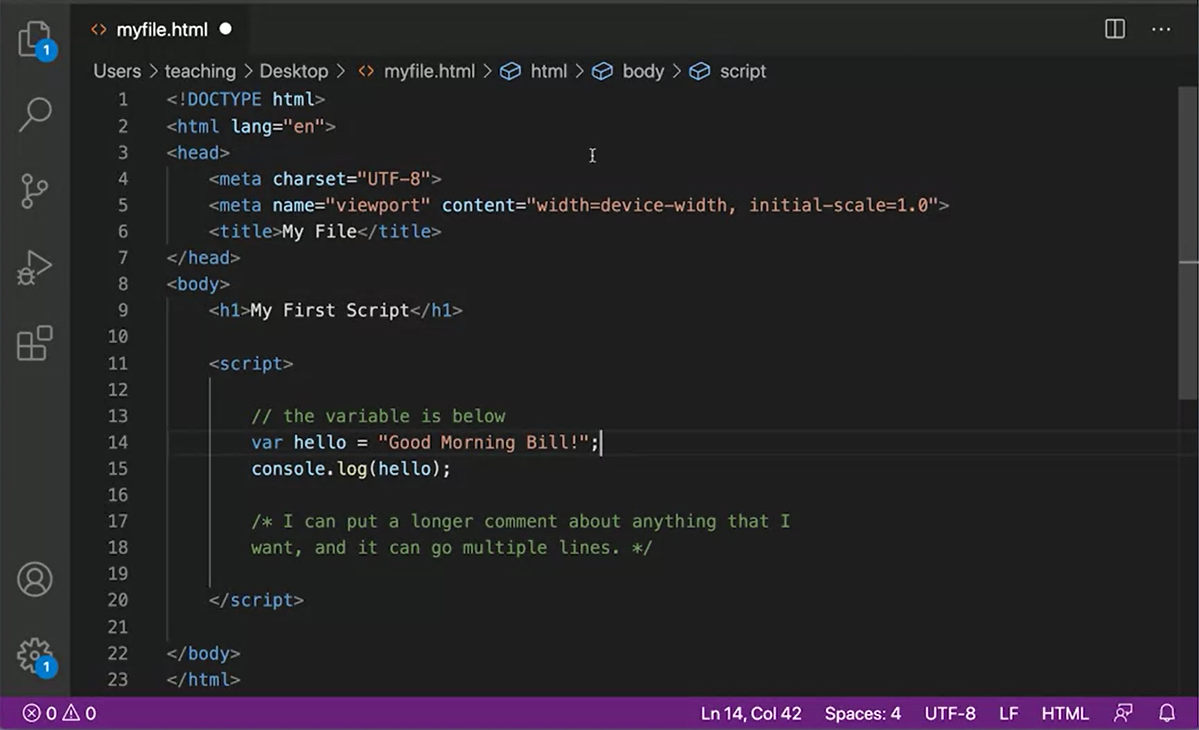 myfile.html
1
Users > teaching > Desktop > <> myfile.html > html > body > script
1 <!DOCTYPE html>
2 <html lang="en">
3 <head>
4     <meta charset="UTF-8">
5     <meta name="viewport" content="width=device-width, initial-scale=1.0">
6     <title>My File</title>
7 </head>
8 <body>
9     <h1>My First Script</h1>
10
11     <script>
12
13         // the variable is below
14         var hello = "Good Morning Bill!";
15         console.log(hello);
16
17         /* I can put a longer comment about anything that I
18         want, and it can go multiple lines. */
19
20     </script>
21
22 </body>
23 </html>
1
0 0 Ln 14, Col 42 Spaces: 4 UTF-8 LF HTML